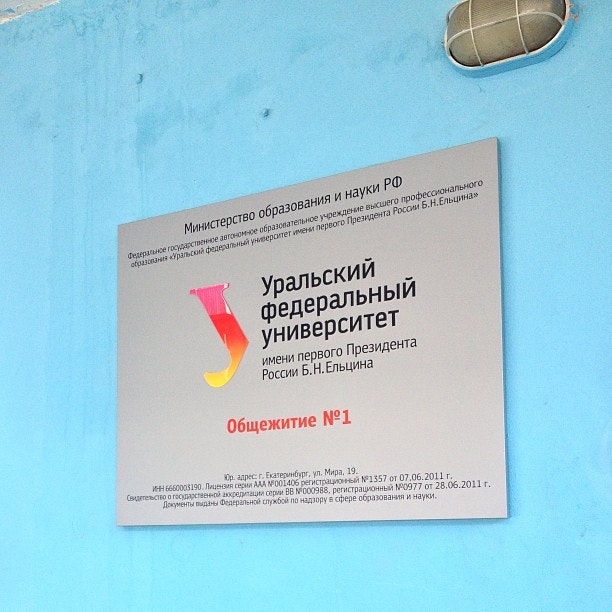 Министерство образования и науки РФ
Федеральное государственное автономное образовательное учреждение высшего профессионального
образования «Уральский федеральный университет имени первого Президента России Б.Н.Ельцина»
Уральский
федеральный
университет
имени первого Президента
России Б.Н.Ельцина
Общежитие №1
Юр. адрес: г. Екатеринбург, ул. Мира, 19.
ИНН 6660003190. Лицензия серии ААА №001406 регистрационный №1357 от 07.06.2011 г.
Свидетельство о государственной аккредитации серии ВВ №000988, регистрационный №0977 от 28.06.2011 г.
Документы выданы Федеральной службой по надзору в сфере образования и науки.